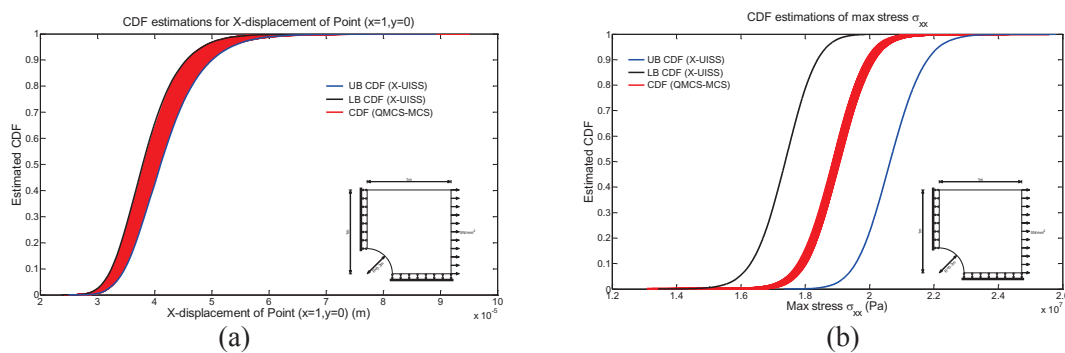 CDF estimations for X-displacement of Point (x=1,y=0)
1
0.9
0.8
0.7
0.6
0.5
0.4
0.3
0.2
0.1
0
Estimated CDF
UB CDF (X-UISS)
LB CDF (X-UISS)
CDF (QMCS-MCS)
2 3 4 5 6 7 8 9 10
X-displacement of Point (x=1,y=0) (m)
x 10⁻⁵
(a)
CDF estimations of max stress σxx
1
0.9
0.8
0.7
0.6
0.5
0.4
0.3
0.2
0.1
0
Estimated CDF
UB CDF (X-UISS)
LB CDF (X-UISS)
CDF (QMCS-MCS)
1.2 1.4 1.6 1.8 2 2.2 2.4 2.6
Max stress σxx (Pa)
x 10⁷
(b)